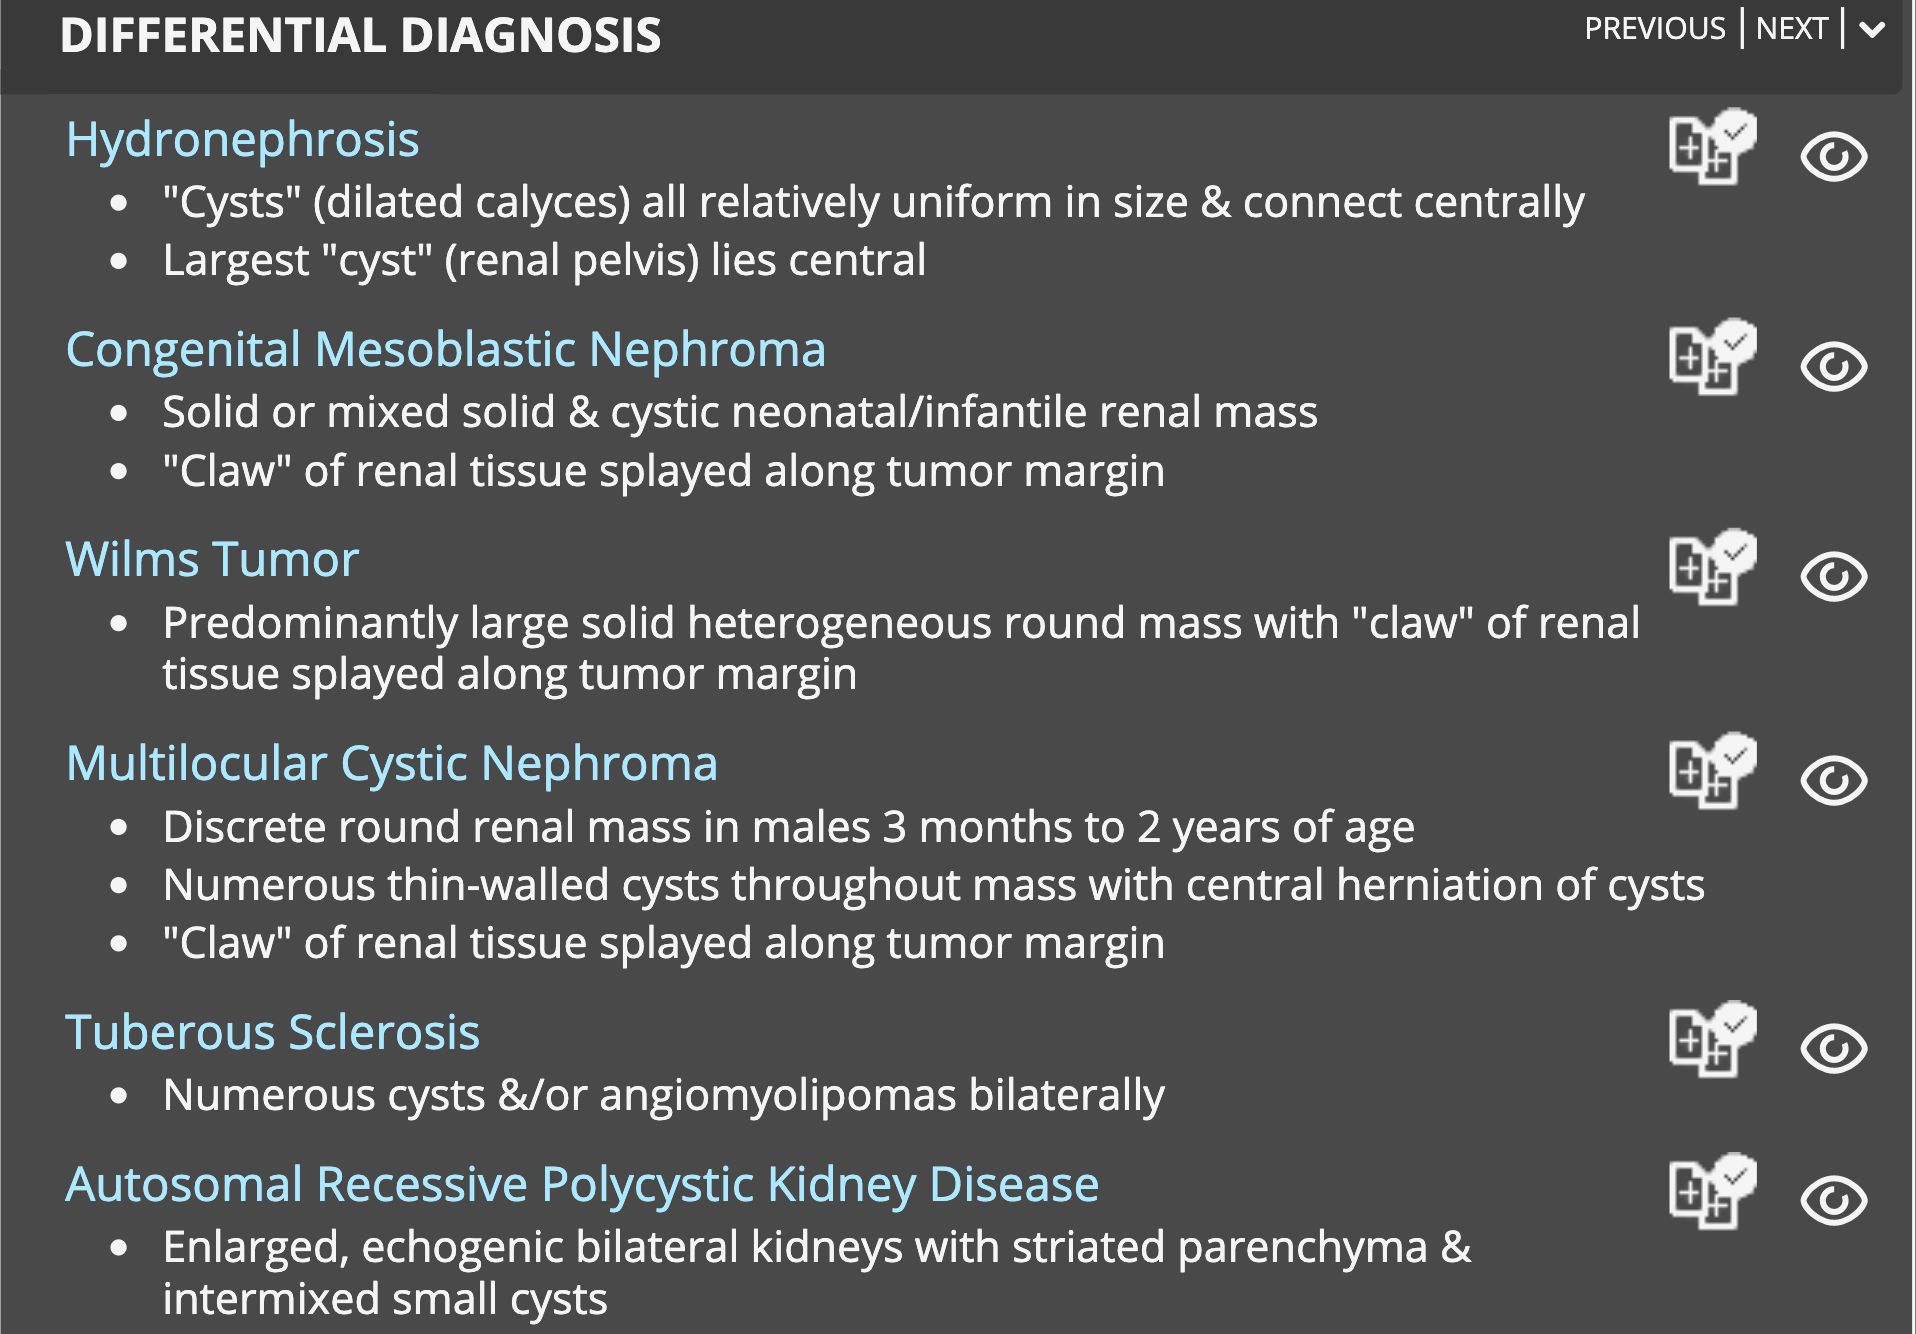 DIFFERENTIAL DIAGNOSIS
PREVIOUS | NEXT |
Hydronephrosis
• "Cysts" (dilated calyces) all relatively uniform in size & connect centrally
• Largest "cyst" (renal pelvis) lies central
Congenital Mesoblastic Nephroma
• Solid or mixed solid & cystic neonatal/infantile renal mass
• "Claw" of renal tissue splayed along tumor margin
Wilms Tumor
• Predominantly large solid heterogeneous round mass with "claw" of renal
tissue splayed along tumor margin
Multilocular Cystic Nephroma
• Discrete round renal mass in males 3 months to 2 years of age
• Numerous thin-walled cysts throughout mass with central herniation of cysts
• "Claw" of renal tissue splayed along tumor margin
Tuberous Sclerosis
• Numerous cysts &/or angiomyolipomas bilaterally
Autosomal Recessive Polycystic Kidney Disease
• Enlarged, echogenic bilateral kidneys with striated parenchyma &
intermixed small cysts